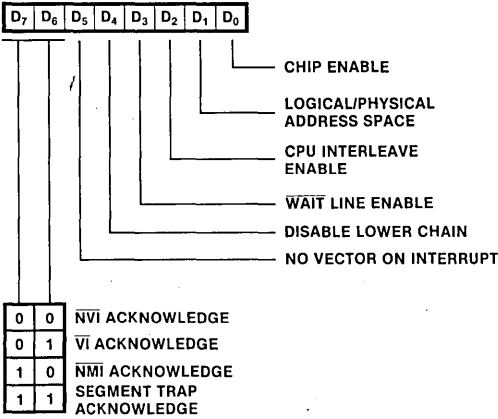 D7 D6 D5 D4 D3 D2 D1 D0
CHIP ENABLE
LOGICAL/PHYSICAL
ADDRESS SPACE
CPU INTERLEAVE
ENABLE
WAIT LINE ENABLE
DISABLE LOWER CHAIN
NO VECTOR ON INTERRUPT
0 0 NVI ACKNOWLEDGE
0 1 VI ACKNOWLEDGE
1 0 NMI ACKNOWLEDGE
1 1 SEGMENT TRAP
ACKNOWLEDGE